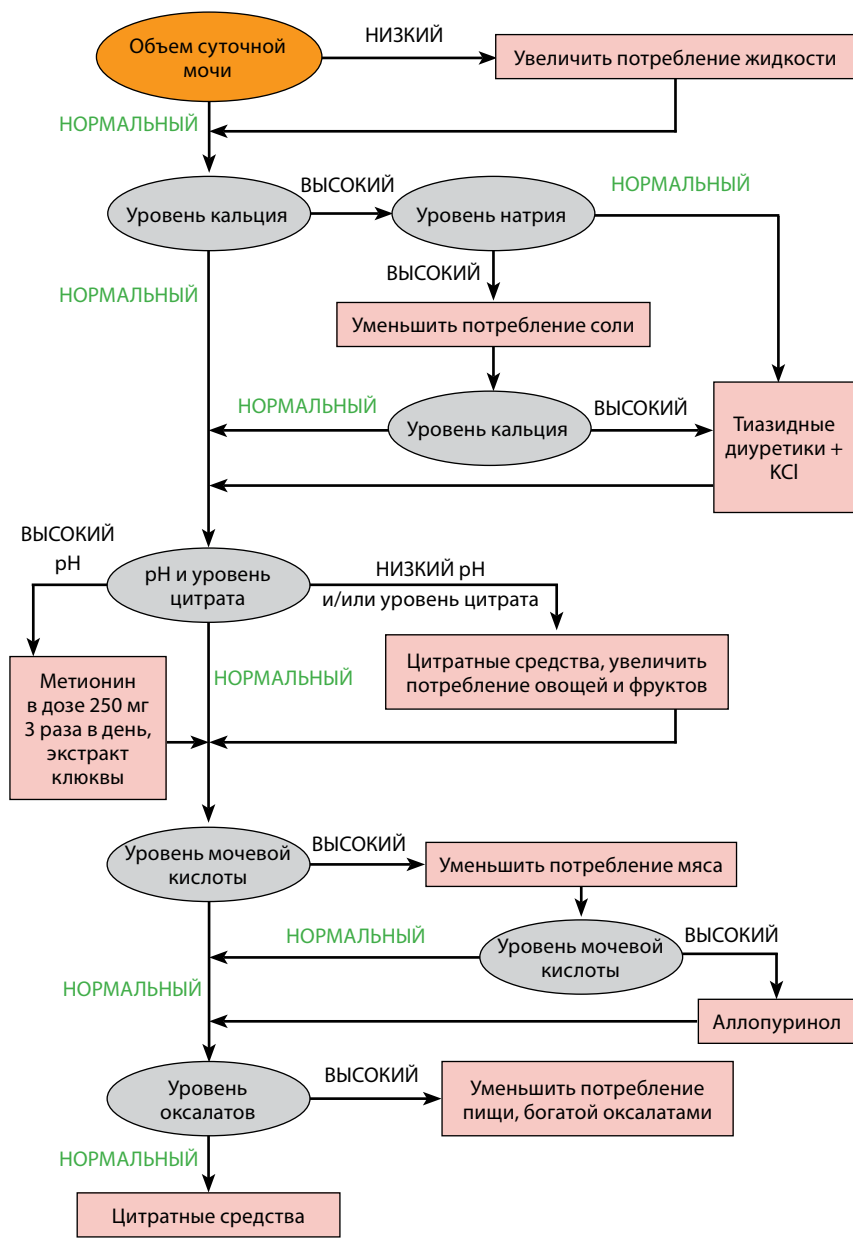 Объем суточной
мочи
НИЗКИЙ
Увеличить потребление жидкости
НОРМАЛЬНЫЙ
Уровень кальция
ВЫСОКИЙ
Уровень натрия
НОРМАЛЬНЫЙ
НОРМАЛЬНЫЙ
ВЫСОКИЙ
Уменьшить потребление соли
НОРМАЛЬНЫЙ
Уровень кальция
ВЫСОКИЙ
Тиазидные
диуретики +
KCl
ВЫСОКИЙ
pH
pH и уровень
цитрата
НИЗКИЙ pH
и/или уровень цитрата
Метионин
в дозе 250 мг
3 раза в день,
экстракт
клюквы
НОРМАЛЬНЫЙ
Цитратные средства, увеличить
потребление овощей и фруктов
Уровень мочевой
кислоты
ВЫСОКИЙ
Уменьшить потребление мяса
НОРМАЛЬНЫЙ
Уровень мочевой
кислоты
ВЫСОКИЙ
НОРМАЛЬНЫЙ
Аллопуринол
Уровень
оксалатов
ВЫСОКИЙ
Уменьшить потребление
пищи, богатой оксалатами
НОРМАЛЬНЫЙ
Цитратные средства